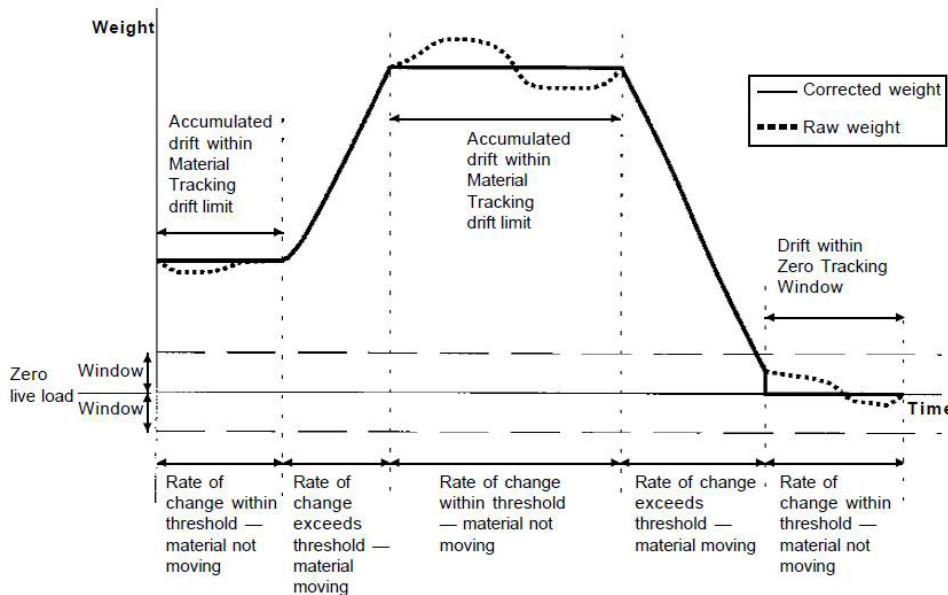 Weight
Corrected weight
Raw weight
Accumulated
drift within
Material
Tracking
drift limit
Accumulated
drift within
Material
Tracking
drift limit
Drift within
Zero Tracking
Window
Zero
live load
Window
Window
Time
Rate of
change within
threshold —
material not
moving
Rate of
change
exceeds
threshold —
material
moving
Rate of change
within threshold
— material not
moving
Rate of change
exceeds
threshold —
material moving
Rate of
change within
threshold —
material not
moving